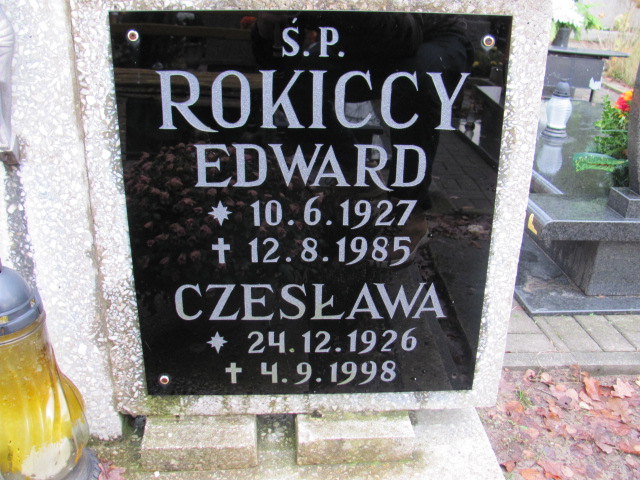 Ś.P.
ROKICCY
EDWARD
* 10.6.1927
✝ 12.8.1985
CZESŁAWA
* 24.12.1926
✝ 4.9.1998